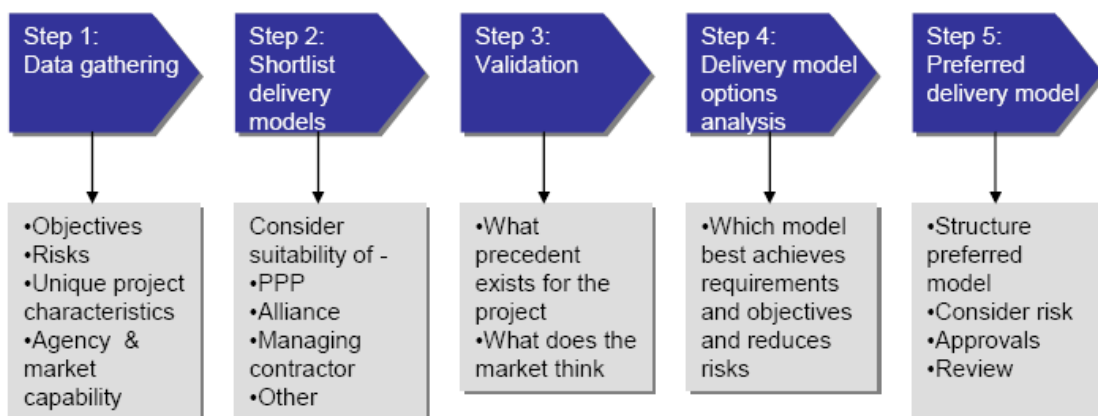 Step 1:
Data gathering
Step 2:
Shortlist
delivery
models
Step 3:
Validation
Step 4:
Delivery model
options
analysis
Step 5:
Preferred
delivery model
•Objectives
•Risks
•Unique project
characteristics
•Agency & 
market
capability
Consider
suitability of -
•PPP
•Alliance
•Managing
contractor
•Other
•What
precedent
exists for the
project
•What does the
market think
•Which model
best achieves
requirements
and objectives
and reduces
risks
•Structure
preferred
model
•Consider risk
•Approvals
•Review